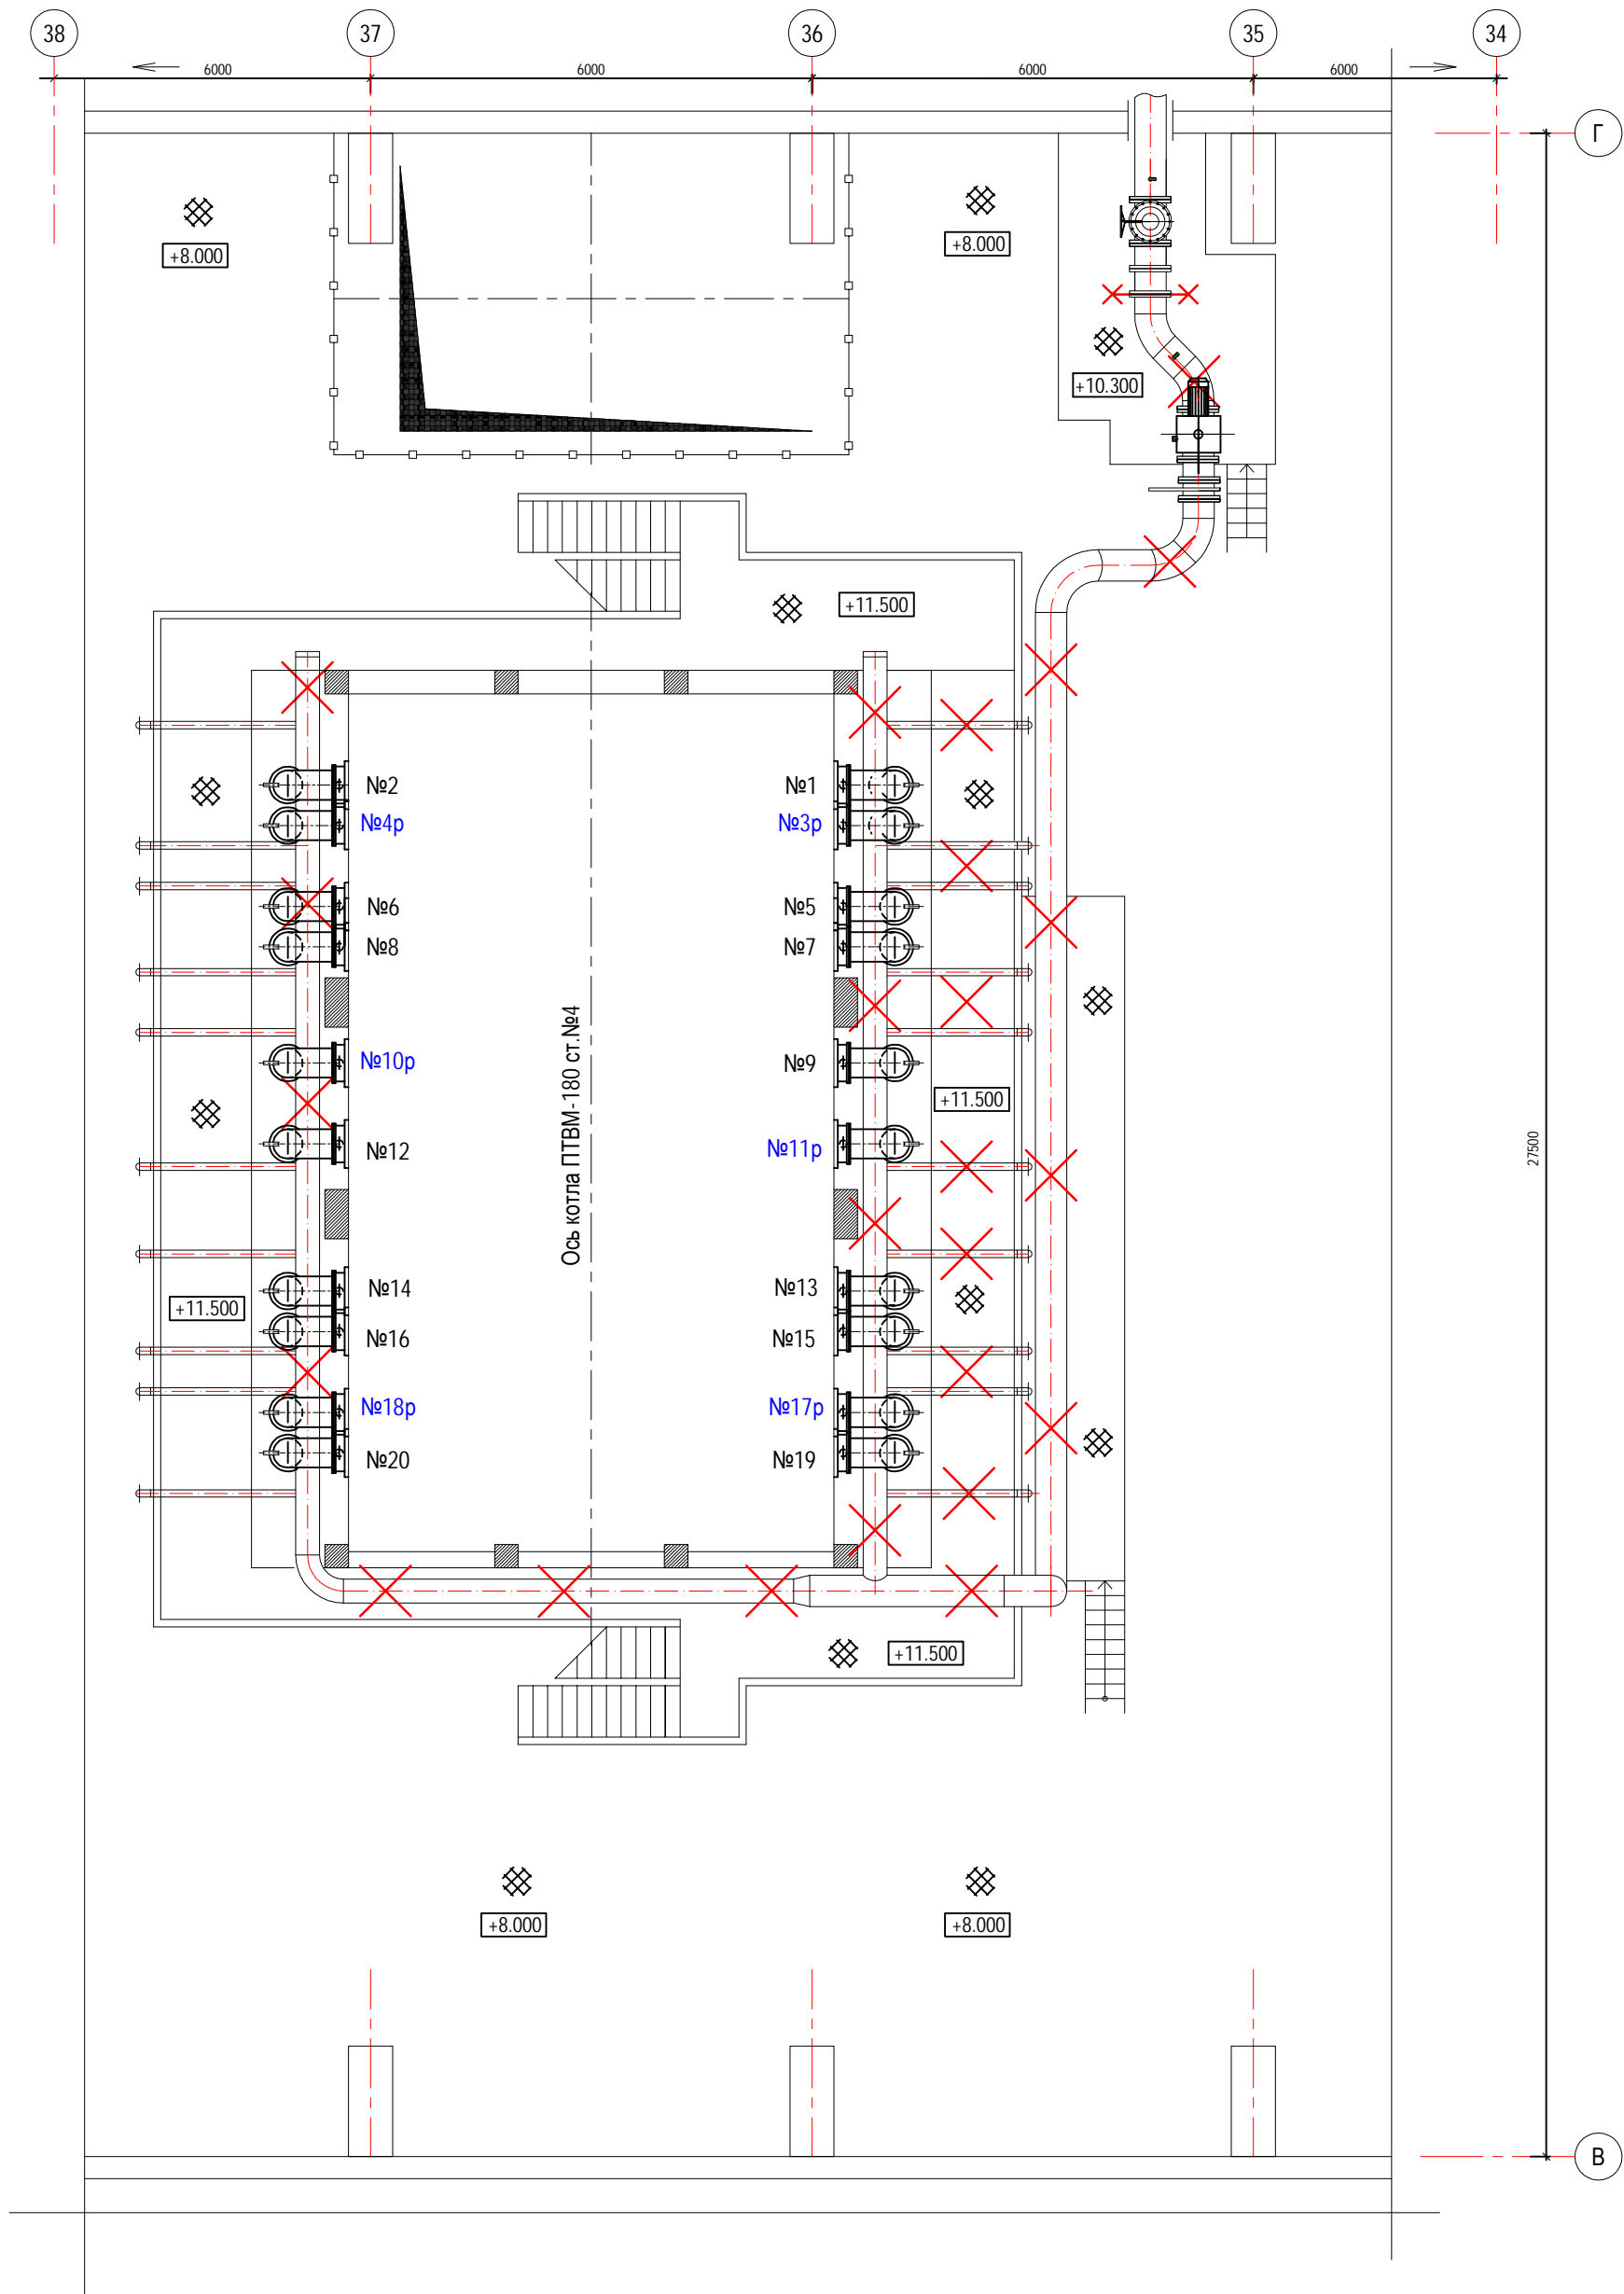 38 37 36 35 34
6000 6000 6000 6000
Г
+8.000 +8.000
+10.300
+11.500
№2 №1
№4р №3р
№6 №5
№8 №7
Ось котла ПТВМ-180 ст.№4
№10р №9
+11.500
№12 №11р
27500
№14 №13
+11.500
№16 №15
№18р №17р
№20 №19
+11.500
+8.000 +8.000
В